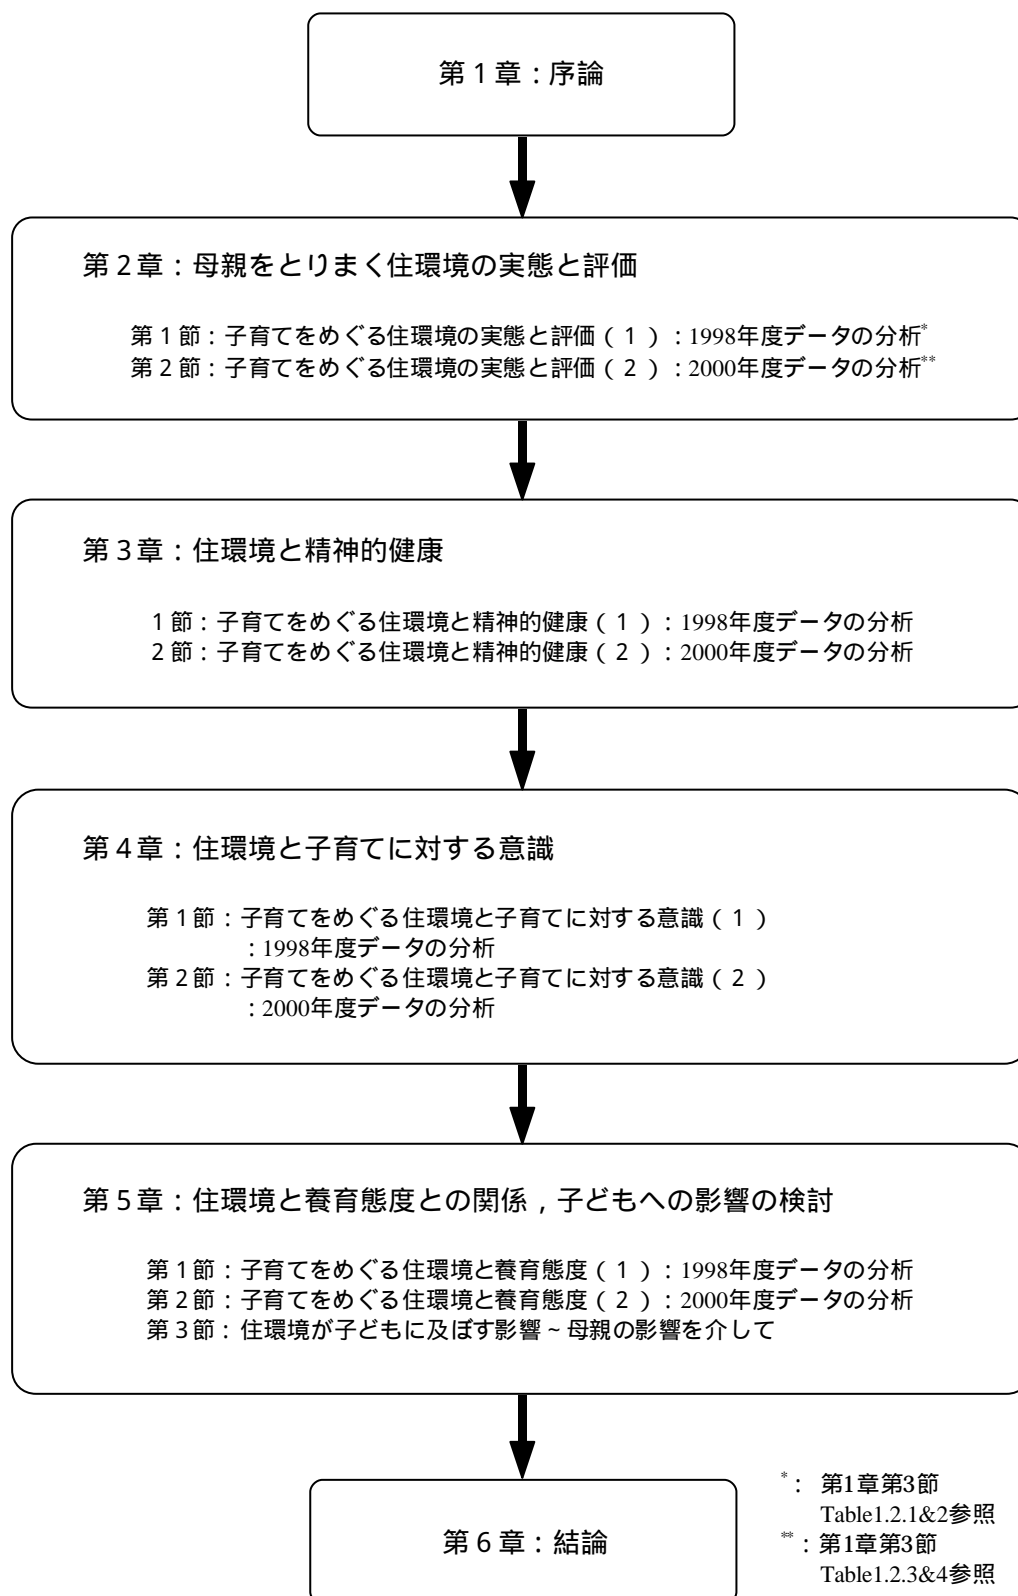 第1章：序論
第2章：母親をとりまく住環境の実態と評価
第1節：子育てをめぐる住環境の実態と評価（1）：1998年度データの分析*
第2節：子育てをめぐる住環境の実態と評価（2）：2000年度データの分析**
第3章：住環境と精神的健康
1節：子育てをめぐる住環境と精神的健康（1）：1998年度データの分析
2節：子育てをめぐる住環境と精神的健康（2）：2000年度データの分析
第4章：住環境と子育てに対する意識
第1節：子育てをめぐる住環境と子育てに対する意識（1）
：1998年度データの分析
第2節：子育てをめぐる住環境と子育てに対する意識（2）
：2000年度データの分析
第5章：住環境と養育態度との関係，子どもへの影響の検討
第1節：子育てをめぐる住環境と養育態度（1）：1998年度データの分析
第2節：子育てをめぐる住環境と養育態度（2）：2000年度データの分析
第3節：住環境が子どもに及ぼす影響～母親の影響を介して
第6章：結論
*： 第1章第3節
Table1.2.1&2参照
**：第1章第3節
Table1.2.3&4参照